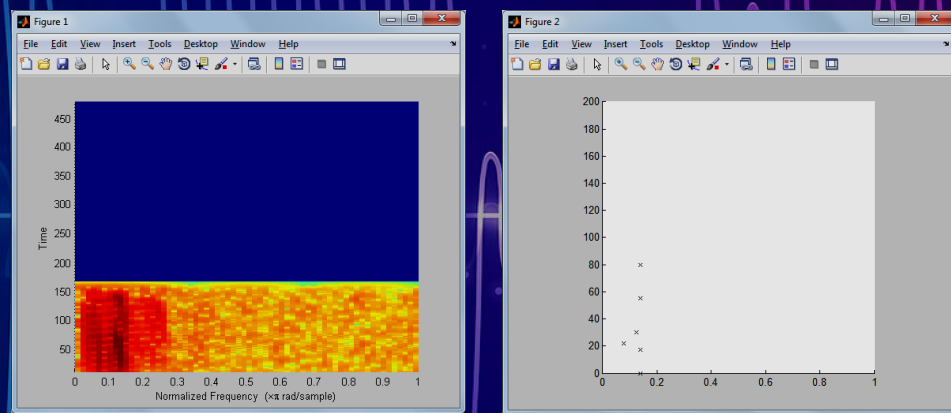 Figure 1
File Edit View Insert Tools Desktop Window Help
450
400
350
300
250
200
150
100
50
Time
0 0.1 0.2 0.3 0.4 0.5 0.6 0.7 0.8 0.9 1
Normalized Frequency (×π rad/sample)
Figure 2
File Edit View Insert Tools Desktop Window Help
200
180
160
140
120
100
80
60
40
20
0
0 0.2 0.4 0.6 0.8 1